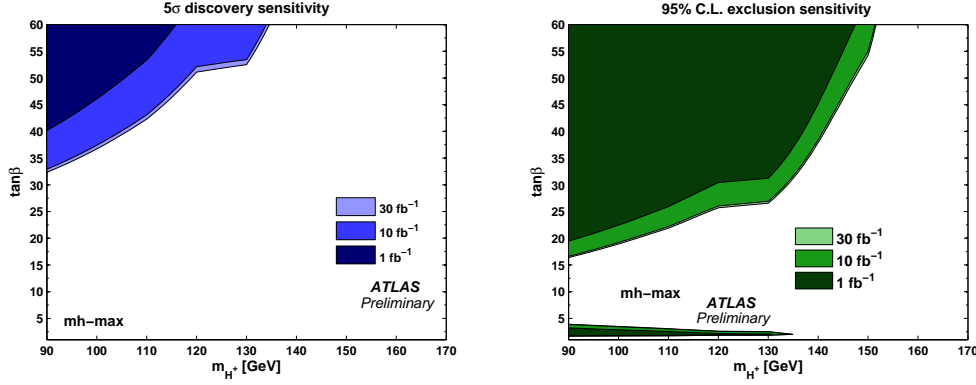 5σ discovery sensitivity
60
55
50
45
40
35
30
25
20
15
10
5
tanβ
30 fb⁻¹
10 fb⁻¹
1 fb⁻¹
ATLAS
Preliminary
mh−max
90 100 110 120 130 140 150 160 170
m_H⁺ [GeV]
95% C.L. exclusion sensitivity
60
55
50
45
40
35
30
25
20
15
10
5
tanβ
30 fb⁻¹
10 fb⁻¹
1 fb⁻¹
mh−max
ATLAS
Preliminary
90 100 110 120 130 140 150 160 170
m_H⁺ [GeV]